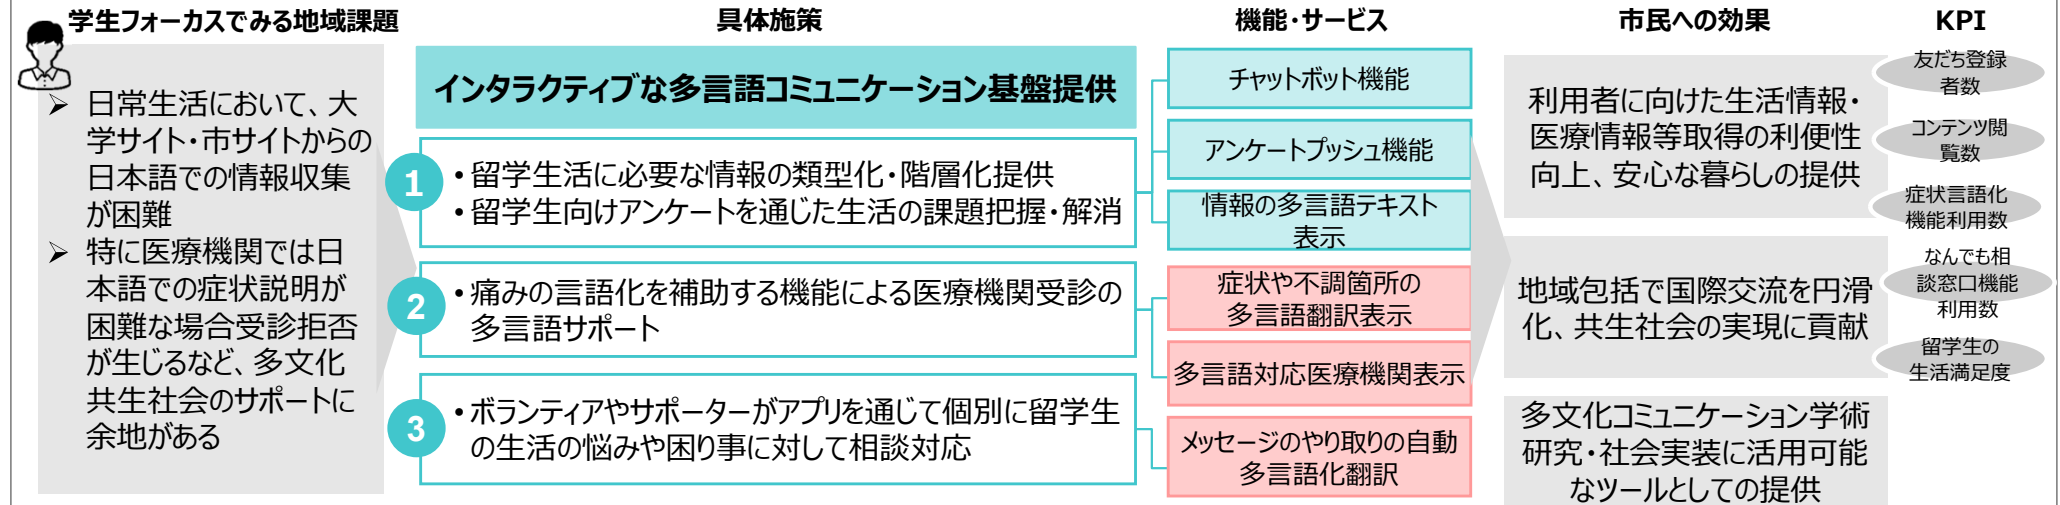 学生フォーカスでみる地域課題
具体施策
機能・サービス
市民への効果
KPI
➢ 日常生活において、大
学サイト・市サイトからの
日本語での情報収集
が困難
➢ 特に医療機関では日
本語での症状説明が
困難な場合受診拒否
が生じるなど、多文化
共生社会のサポートに
余地がある
インタラクティブな多言語コミュニケーション基盤提供
1
• 留学生活に必要な情報の類型化・階層化提供
• 留学生向けアンケートを通じた生活の課題把握・解消
2
• 痛みの言語化を補助する機能による医療機関受診の
多言語サポート
3
• ボランティアやサポーターがアプリを通じて個別に留学生
の生活の悩みや困り事に対して相談対応
チャットボット機能
アンケートプッシュ機能
情報の多言語テキスト
表示
症状や不調箇所の
多言語翻訳表示
多言語対応医療機関表示
メッセージのやり取りの自動
多言語化翻訳
利用者に向けた生活情報・
医療情報等取得の利便性
向上、安心な暮らしの提供
地域包括で国際交流を円滑
化、共生社会の実現に貢献
多文化コミュニケーション学術
研究・社会実装に活用可能
なツールとしての提供
友だち登録
者数
コンテンツ閲
覧数
症状言語化
機能利用数
なんでも相
談窓口機能
利用数
留学生の
生活満足度